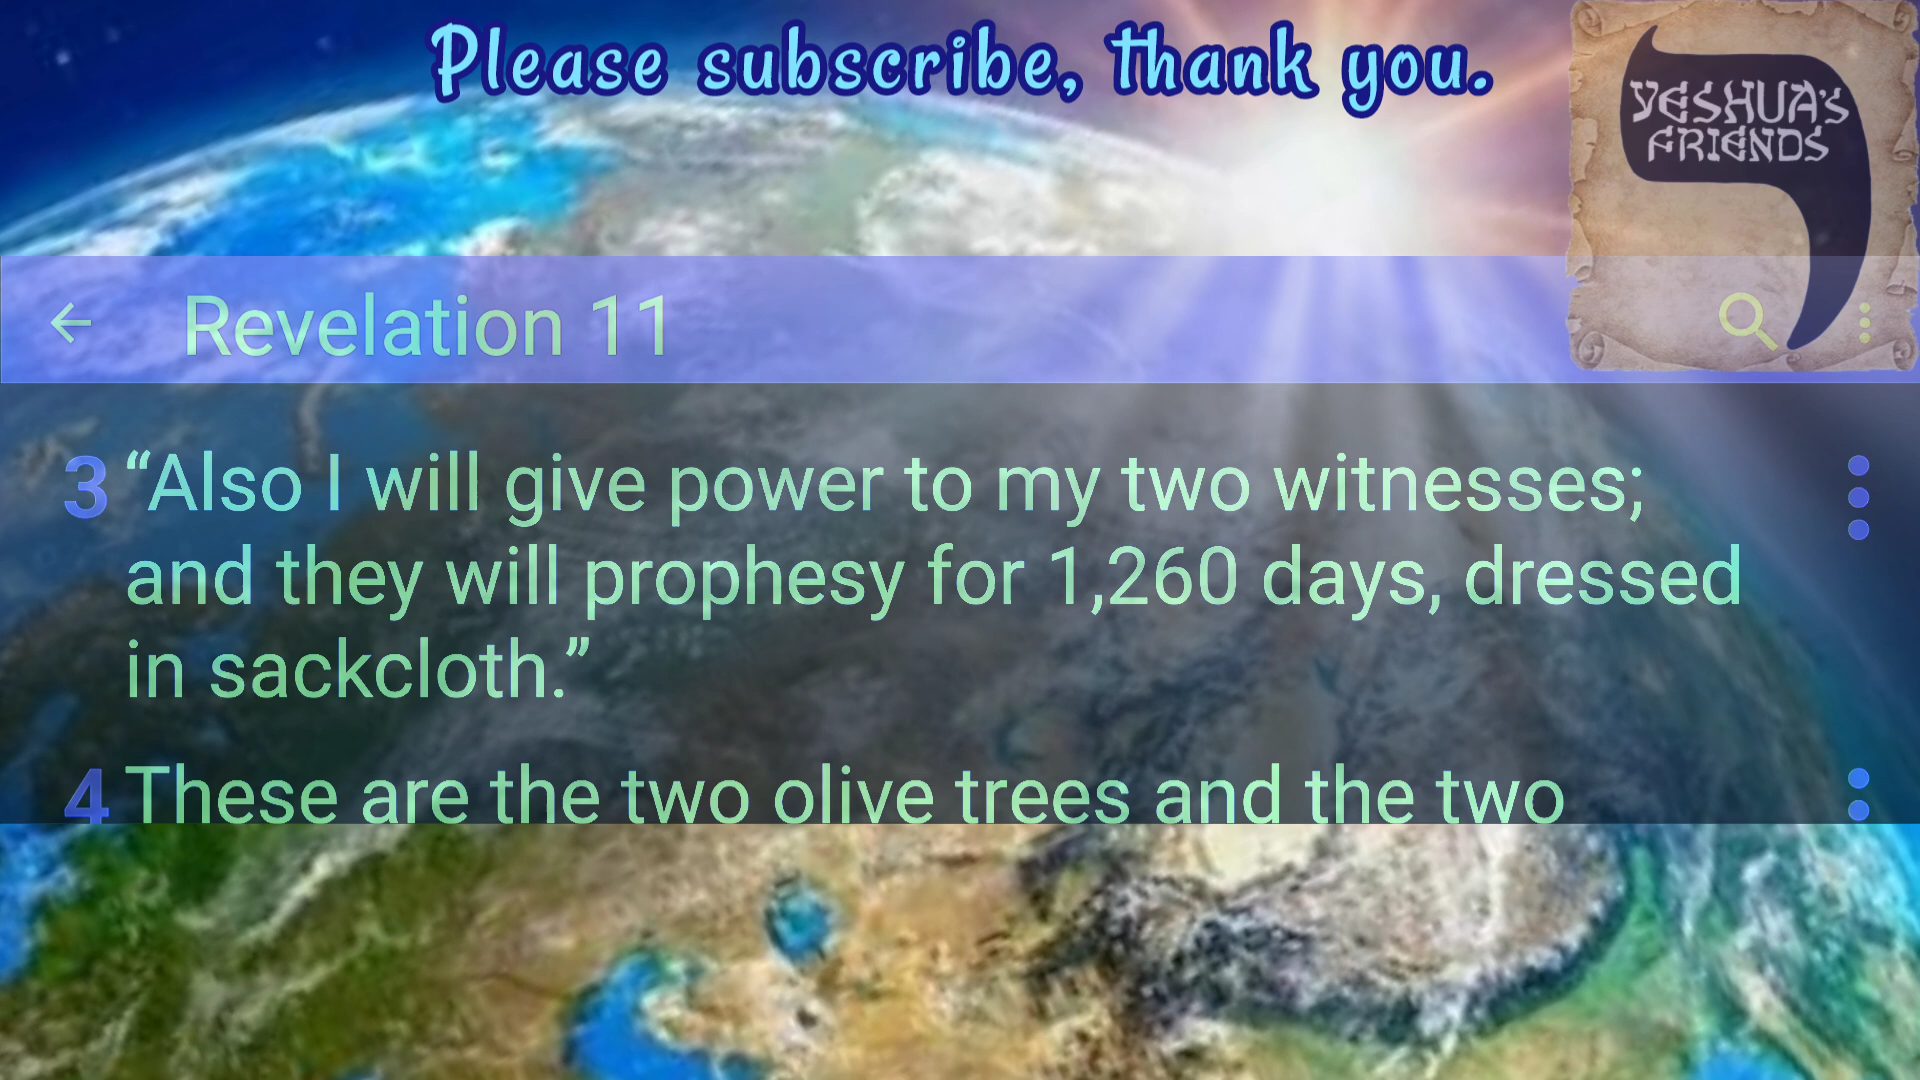 Please subscribe, thank you.
YESHUA'S
FRIENDS
Revelation 11
3 “Also I will give power to my two witnesses;
and they will prophesy for 1,260 days, dressed
in sackcloth.”
4 These are the two olive trees and the two